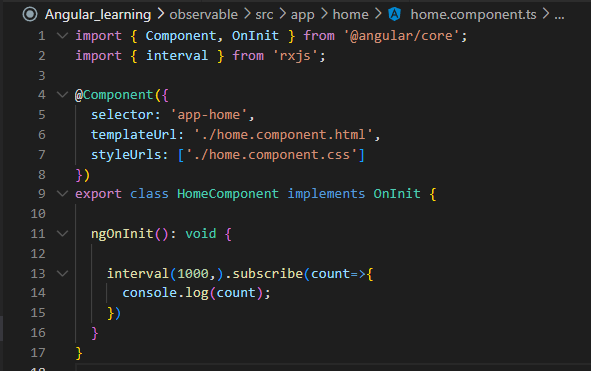 Angular_learning > observable > src > app > home > home.component.ts > ...
1 import { Component, OnInit } from '@angular/core';
2 import { interval } from 'rxjs';
3
4 @Component({
5   selector: 'app-home',
6   templateUrl: './home.component.html',
7   styleUrls: ['./home.component.css']
8 })
9 export class HomeComponent implements OnInit {
10
11   ngOnInit(): void {
12
13     interval(1000,).subscribe(count=>{
14       console.log(count);
15     })
16   }
17 }
18